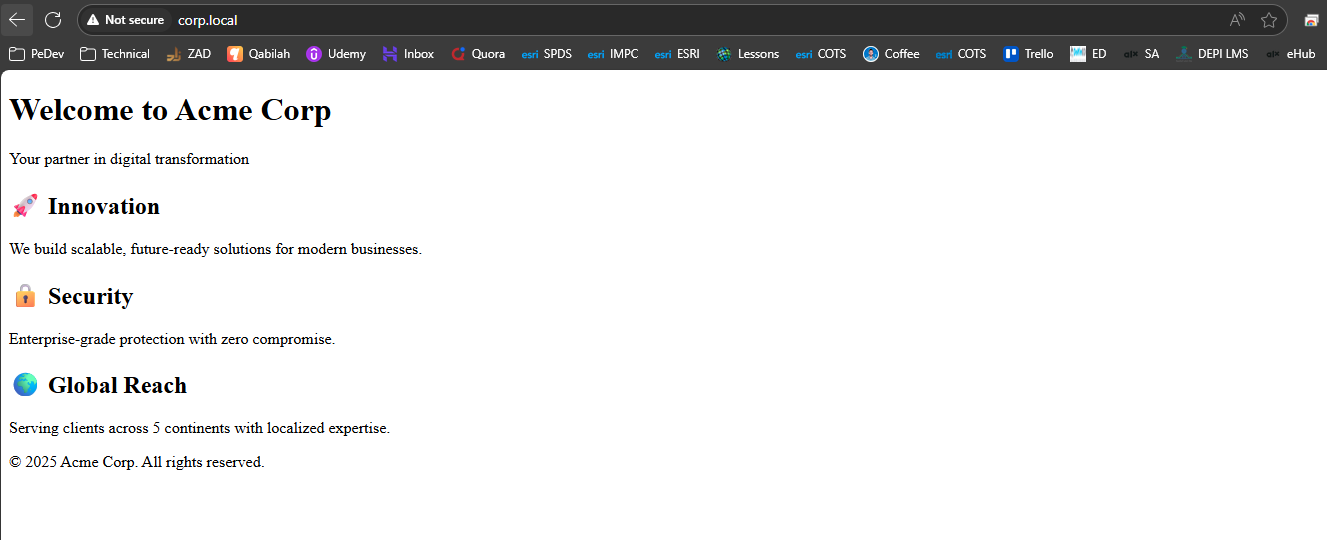 Not secure corp.local
PeDev Technical ZAD Qabilah Udemy Inbox Quora esri SPDS esri IMPC esri ESRI Lessons esri COTS Coffee esri COTS Trello ED SA DEPI LMS eHub
Welcome to Acme Corp
Your partner in digital transformation
🚀 Innovation
We build scalable, future-ready solutions for modern businesses.
🔒 Security
Enterprise-grade protection with zero compromise.
🌍 Global Reach
Serving clients across 5 continents with localized expertise.
© 2025 Acme Corp. All rights reserved.